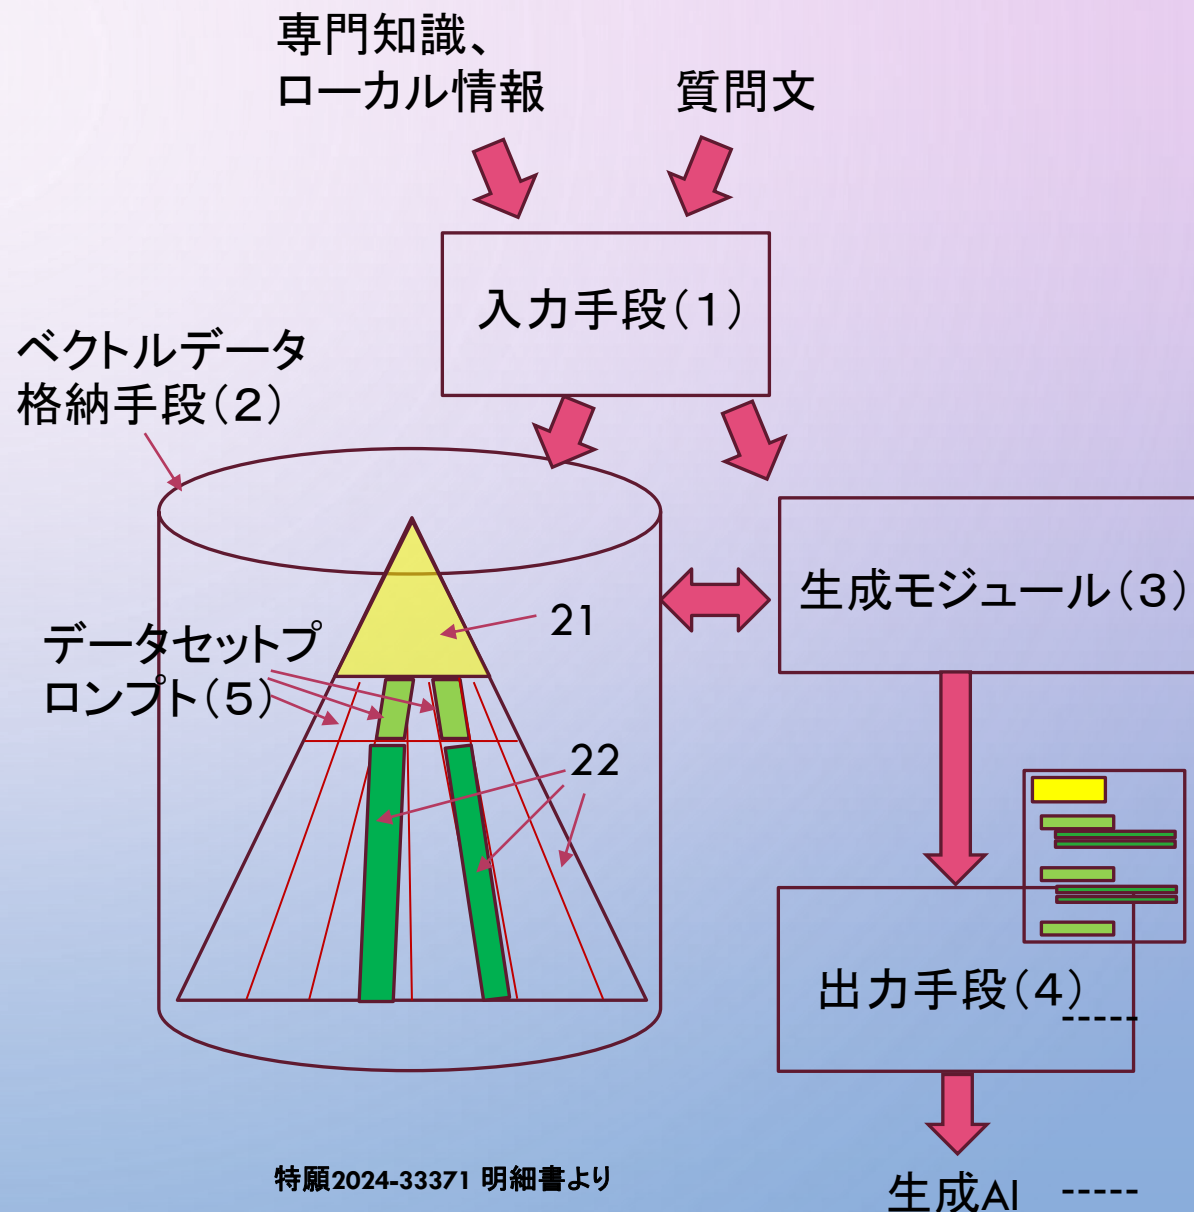 専門知識、
ローカル情報
質問文
入力手段(１)
ベクトルデータ
格納手段(２)
生成モジュール(３)
21
データセットプ
ロンプト(５)
22
出力手段(４)
-----
特願2024-33371 明細書より
生成AI -----